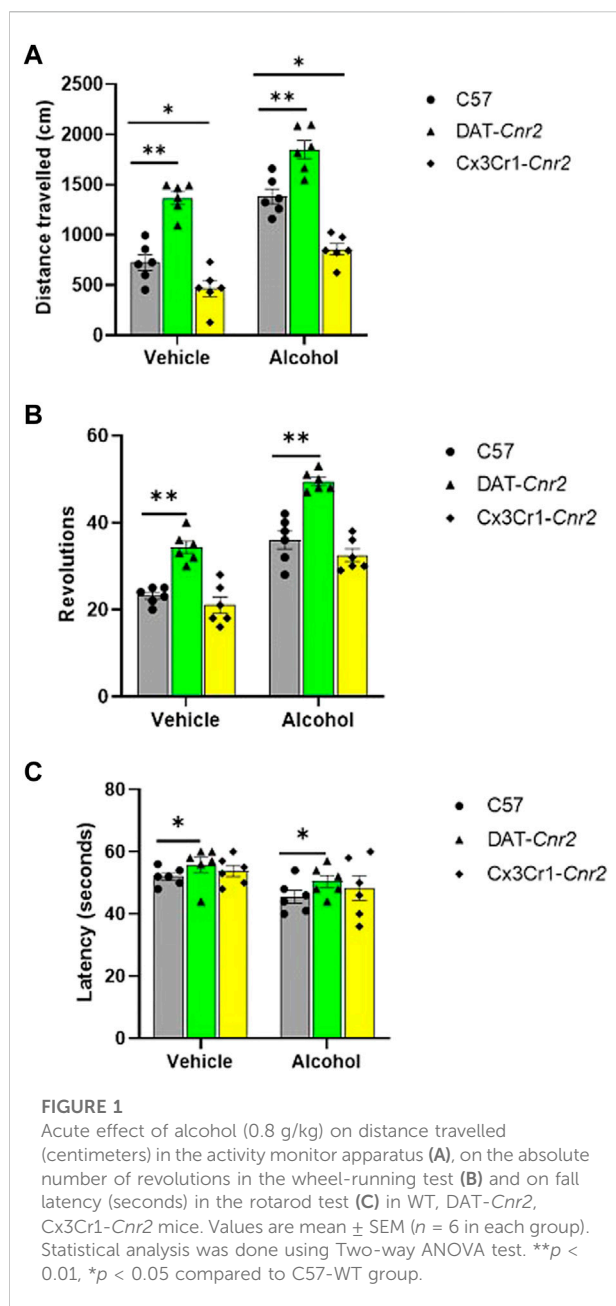 A
2500
2000
1500
1000
500
0
Distance travelled (cm)
*
**
*
**
Vehicle
Alcohol
C57
DAT-Cnr2
Cx3Cr1-Cnr2
B
60
40
20
0
Revolutions
**
**
Vehicle
Alcohol
C57
DAT-Cnr2
Cx3Cr1-Cnr2
C
80
60
40
20
0
Latency (seconds)
*
*
Vehicle
Alcohol
C57
DAT-Cnr2
Cx3Cr1-Cnr2
FIGURE 1
Acute effect of alcohol (0.8 g/kg) on distance travelled
(centimeters) in the activity monitor apparatus (A), on the absolute
number of revolutions in the wheel-running test (B) and on fall
latency (seconds) in the rotarod test (C) in WT, DAT-Cnr2,
Cx3Cr1-Cnr2 mice. Values are mean ± SEM (n = 6 in each group).
Statistical analysis was done using Two-way ANOVA test. **p <
0.01, *p < 0.05 compared to C57-WT group.